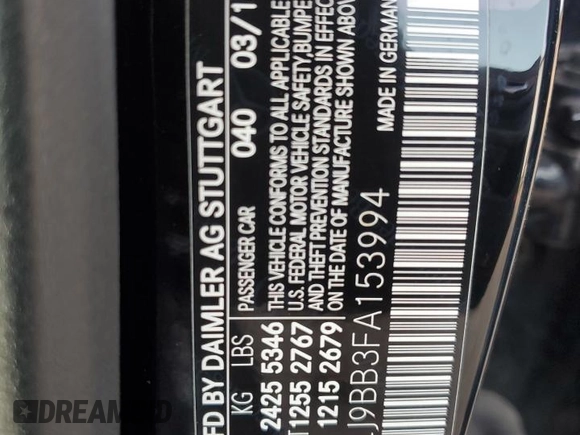 FD BY DAIMLER AG STUTTGART
KG LBS PASSENGER CAR 040 03/1
2425 5346 THIS VEHICLE CONFORMS TO ALL APPLICABLE
1255 2767 U.S. FEDERAL MOTOR VEHICLE SAFETY, BUMPE
1215 2679 AND THEFT PREVENTION STANDARDS IN EFFEC
ON THE DATE OF MANUFACTURE SHOWN ABOV
J9BB3FA153994 MADE IN GERMAN
DREAMED